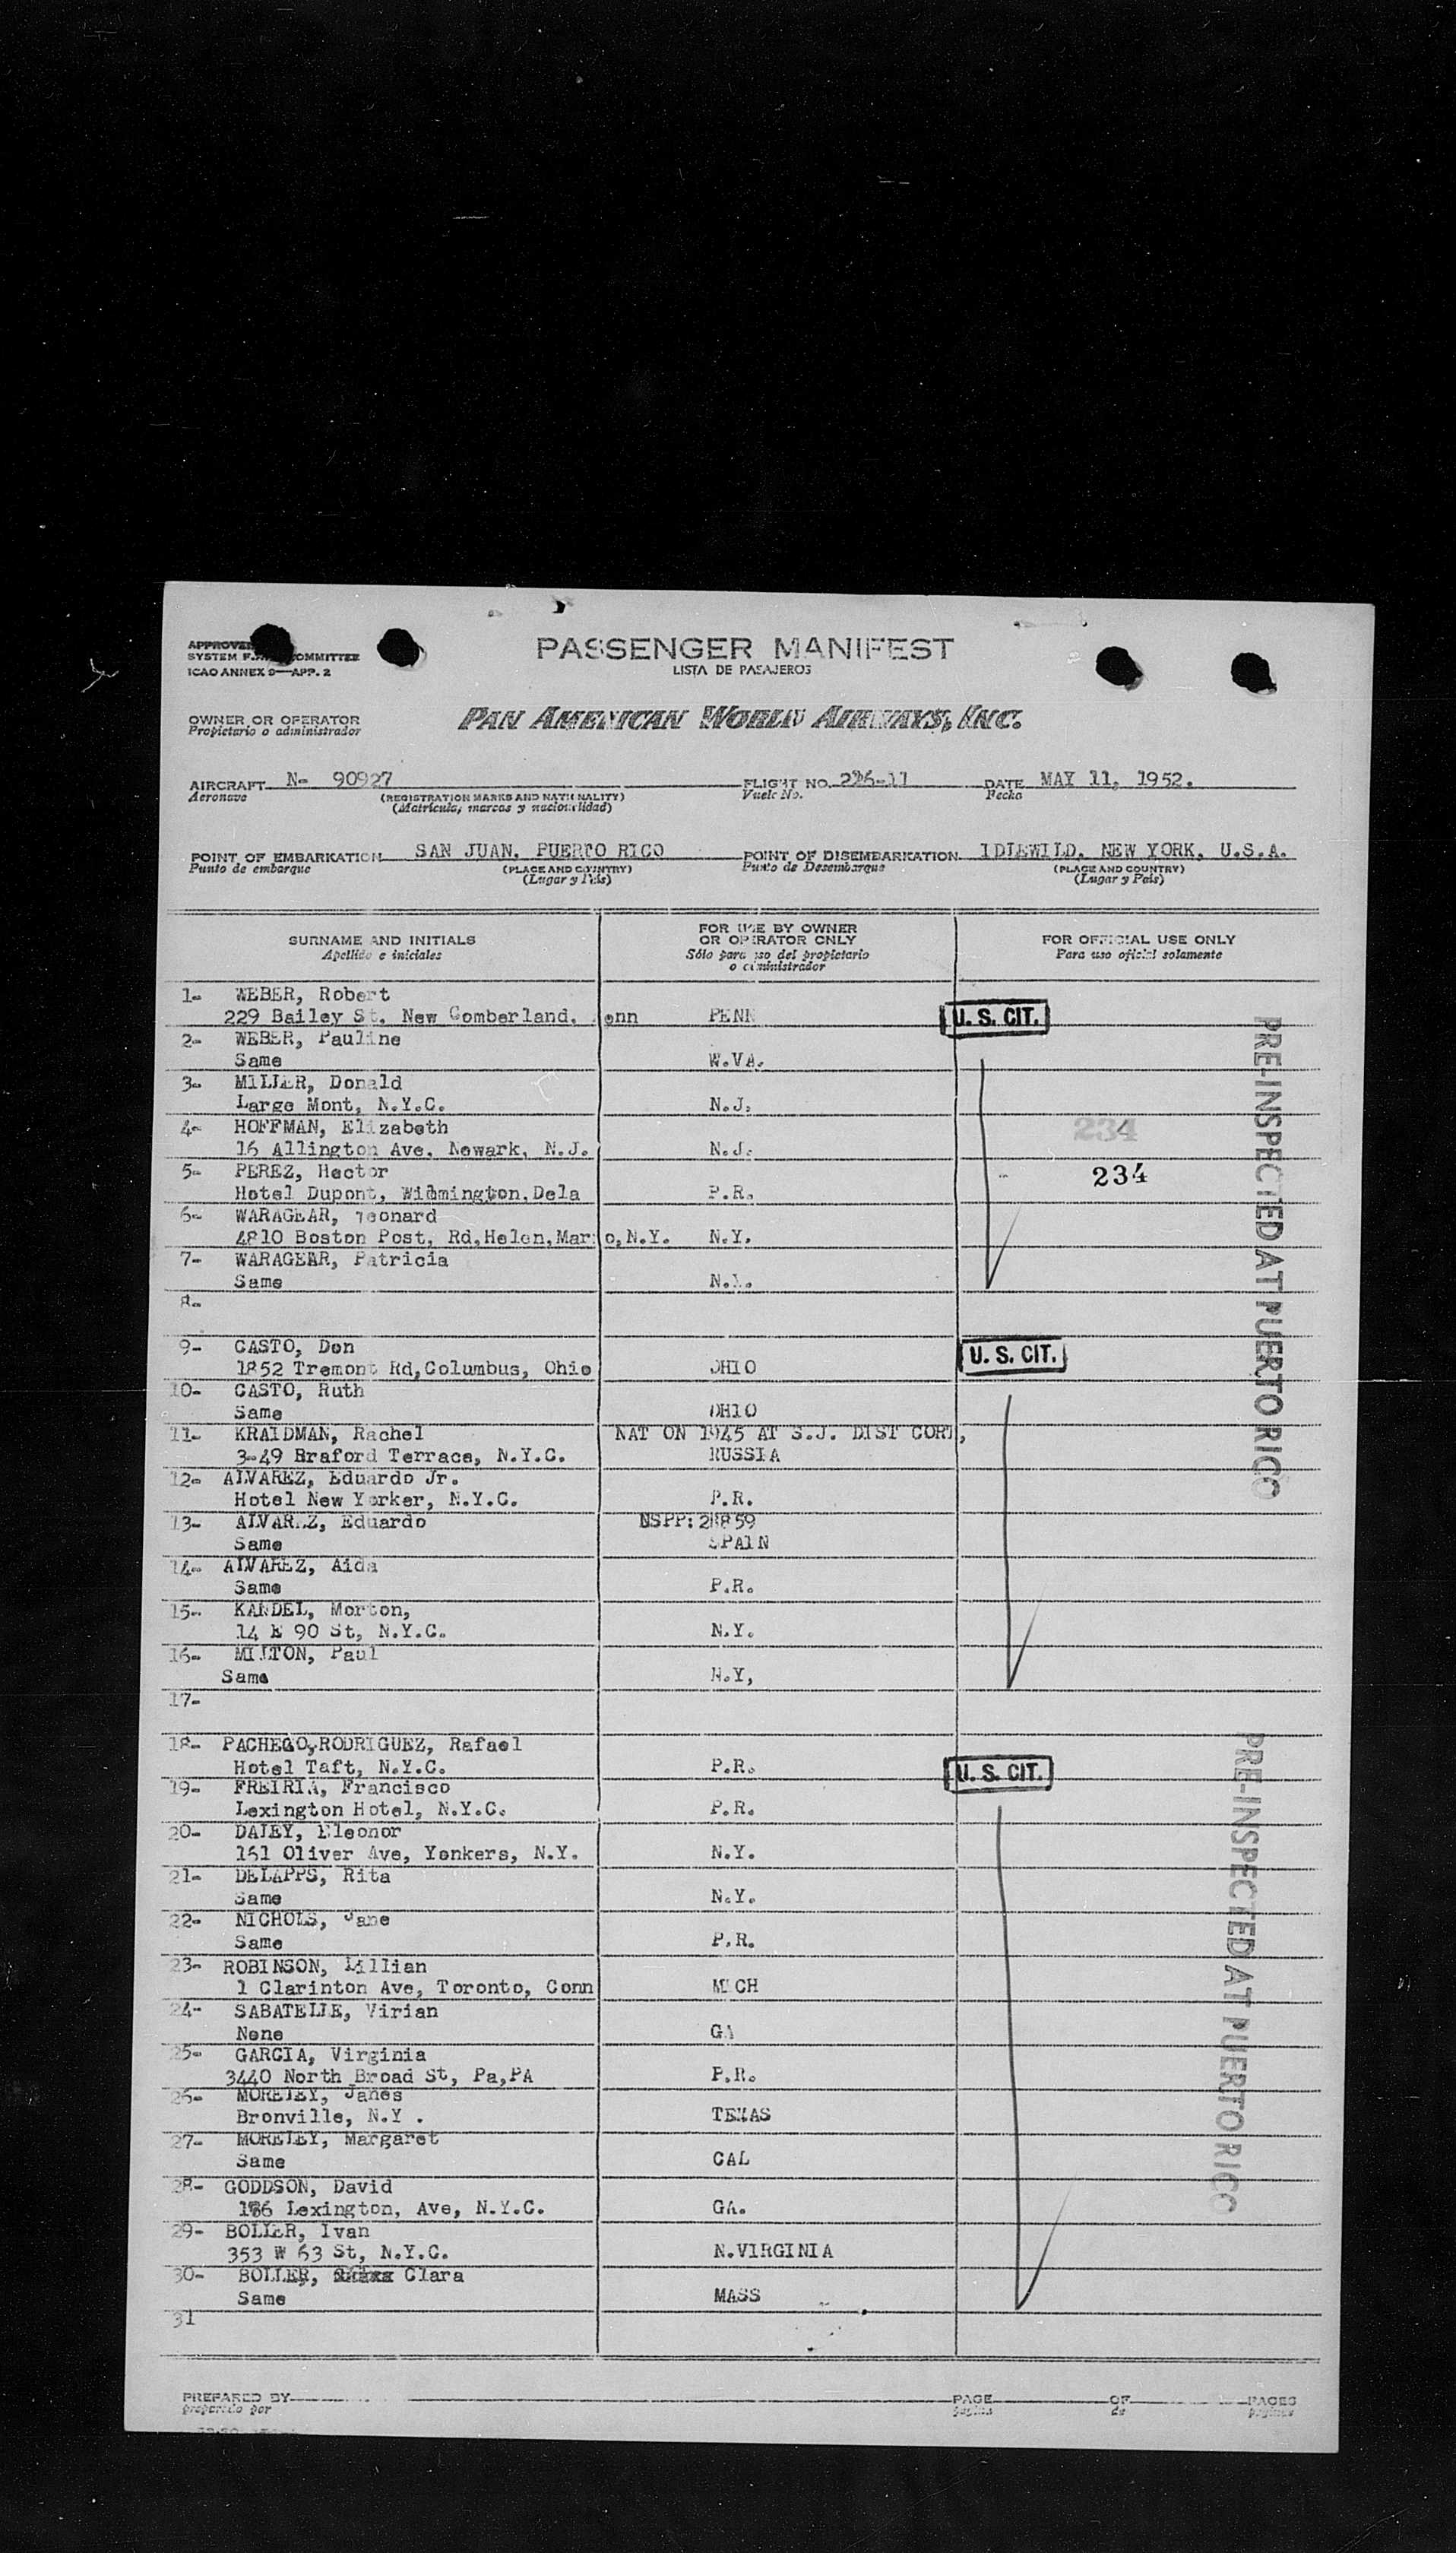 PASSENGER MANIFEST
LISTA DE PASAJEROS
APPROVED
SYSTEM COMMITTEE
ICAO ANNEX 9—APP. 2
OWNER OR OPERATOR
Propietario o administrador
PAN AMERICAN WORLD AIRWAYS, INC.
AIRCRAFT N- 90927 FLIGHT NO. 226-11 DATE MAY 11, 1952.
Aeronave (REGISTRATION MARKS AND NATIONALITY) Vuelo No. Fecha
(Matrícula, marcas y nacionalidad)
POINT OF EMBARKATION SAN JUAN, PUERTO RICO POINT OF DISEMBARKATION IDLEWILD, NEW YORK, U.S.A.
Punto de embarque (PLACE AND COUNTRY) Punto de Desembarque (PLACE AND COUNTRY)
(Lugar y País) (Lugar y País)
SURNAME AND INITIALS
Apellido e iniciales
FOR USE BY OWNER
OR OPERATOR ONLY
Sólo para uso del propietario
o administrador
FOR OFFICIAL USE ONLY
Para uso oficial solamente
1- WEBER, Robert
229 Bailey St. New Comberland, enn PENN U. S. CIT.
2- WEBER, Pauline
Same W.VA.
3- MILLER, Donald
Large Mont, N.Y.C. N.J.
4- HOFFMAN, Elizabeth 234
16 Allington Ave. Newark, N.J. N.J.
5- PEREZ, Hector 234
Hotel Dupont, Widmington,Dela P.R.
6- WARAGEAR, Leonard
4810 Boston Post, Rd,Helen,Mar o,N.Y. N.Y.
7- WARAGEAR, Patricia
Same N.Y.
8-
9- CASTO, Don U. S. CIT.
1852 Tremont Rd,Columbus, Ohio OHIO
10- CASTO, Ruth
Same OHIO
11- KRAIDMAN, Rachel NAT ON 1945 AT S.J. DIST CORT,
3-49 Braford Terrace, N.Y.C. RUSSIA
12- ALVAREZ, Eduardo Jr.
Hotel New Yorker, N.Y.C. P.R.
13- ALVAREZ, Eduardo NSPP: 28859
Same SPAIN
14- ALVAREZ, Aida
Same P.R.
15- KANDEL, Morton,
14 E 90 St, N.Y.C. N.Y.
16- MILTON, Paul
Same N.Y,
17-
18- PACHECO,RODRIGUEZ, Rafael
Hotel Taft, N.Y.C. P.R. U. S. CIT.
19- FREIRIA, Francisco
Lexington Hotel, N.Y.C. P.R.
20- DALEY, Eleonor
161 Oliver Ave, Yonkers, N.Y. N.Y.
21- DELAPPS, Rita
Same N.Y.
22- NICHOLS, Jane
Same P.R.
23- ROBINSON, Lillian
1 Clarinton Ave, Toronto, Conn MICH
24- SABATELLE, Virian
None GA
25- GARCIA, Virginia
3440 North Broad St, Pa,PA P.R.
26- MORELEY, Janes
Bronville, N.Y. TEXAS
27- MORELEY, Margaret
Same CAL
28- GODDSON, David
186 Lexington, Ave, N.Y.C. GA.
29- BOLLER, Ivan
353 W 63 St, N.Y.C. N.VIRGINIA
30- BOLLER, Clara
Same MASS
31
PRE-INSPECTED AT PUERTO RICO
PRE-INSPECTED AT PUERTO RICO
PREPARED BY PAGE OF PAGES
preparado por página de páginas